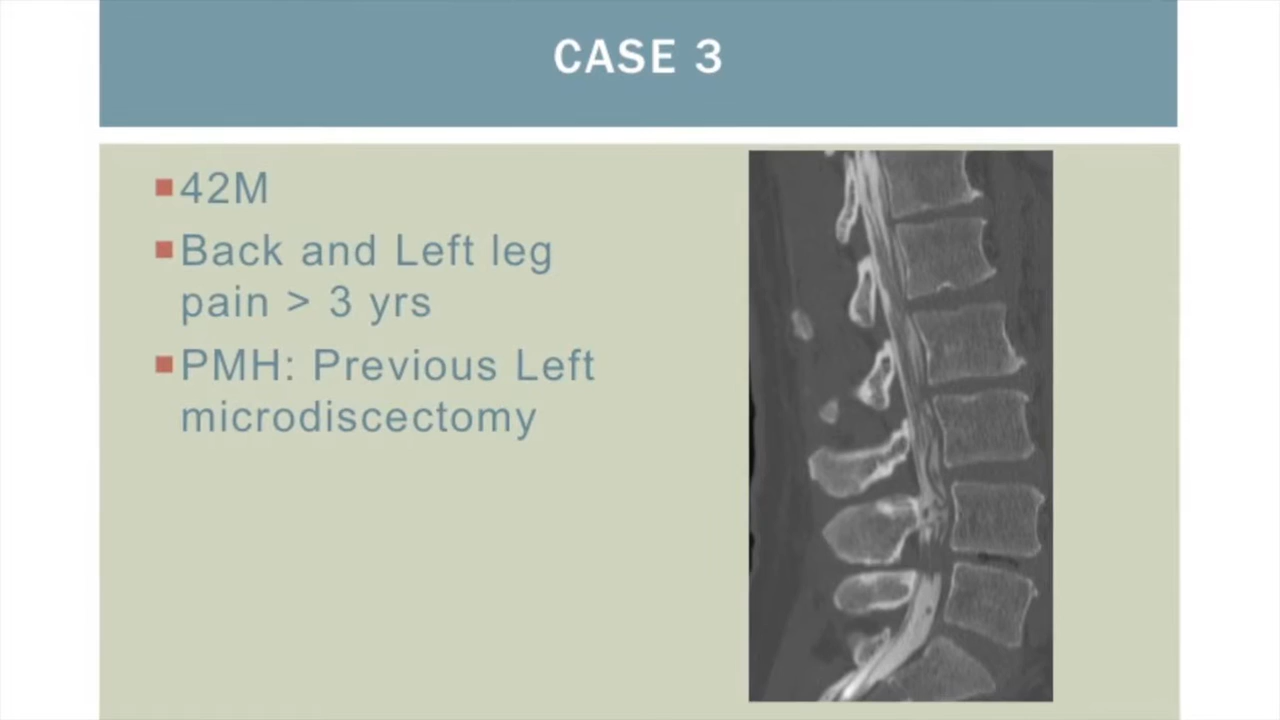 CASE 3
42M
Back and Left leg
pain > 3 yrs
PMH: Previous Left
microdiscectomy